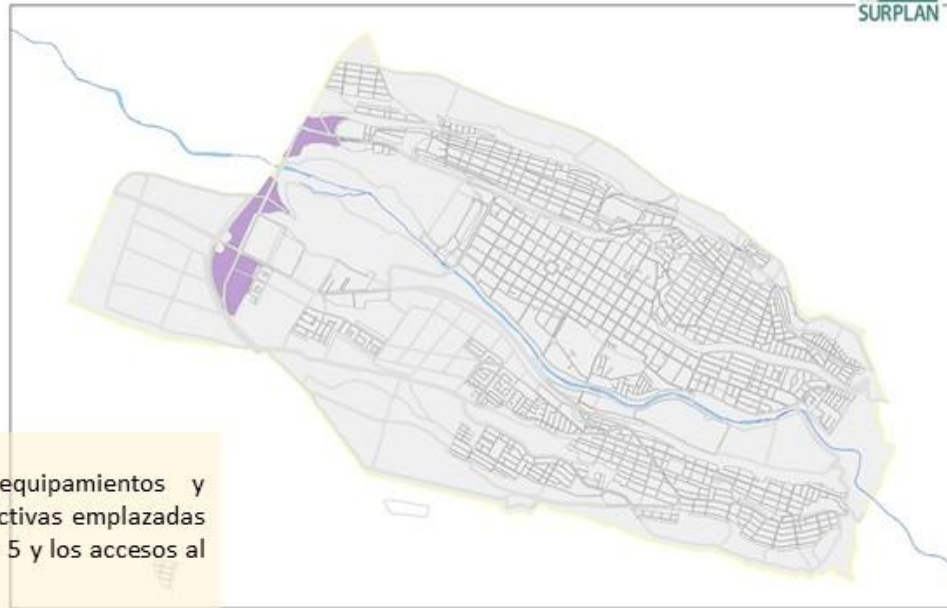 SURPLAN
equipamientos y
ctivas emplazadas
5 y los accesos al